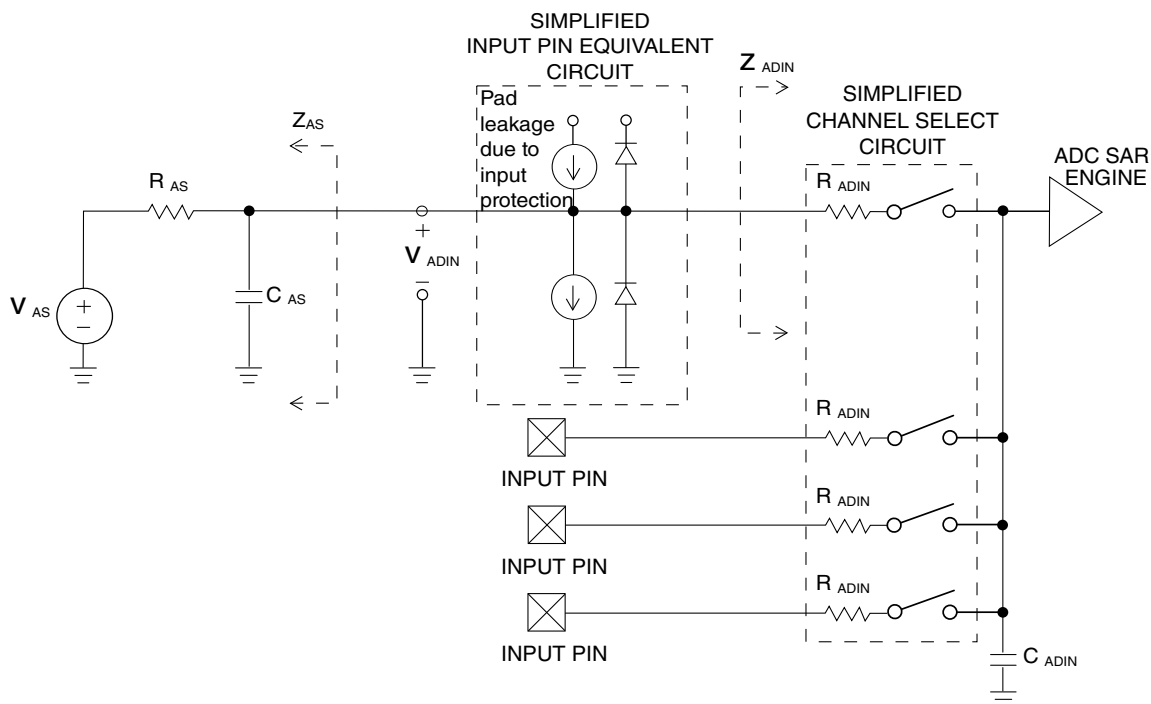 SIMPLIFIED
INPUT PIN EQUIVALENT
CIRCUIT
Z ADIN
SIMPLIFIED
CHANNEL SELECT
CIRCUIT
Pad
leakage
due to
input
protection
ZAS
R AS
R ADIN
ADC SAR
ENGINE
+
V ADIN
–
C AS
V AS
+
–
R ADIN
INPUT PIN
R ADIN
INPUT PIN
R ADIN
INPUT PIN
C ADIN